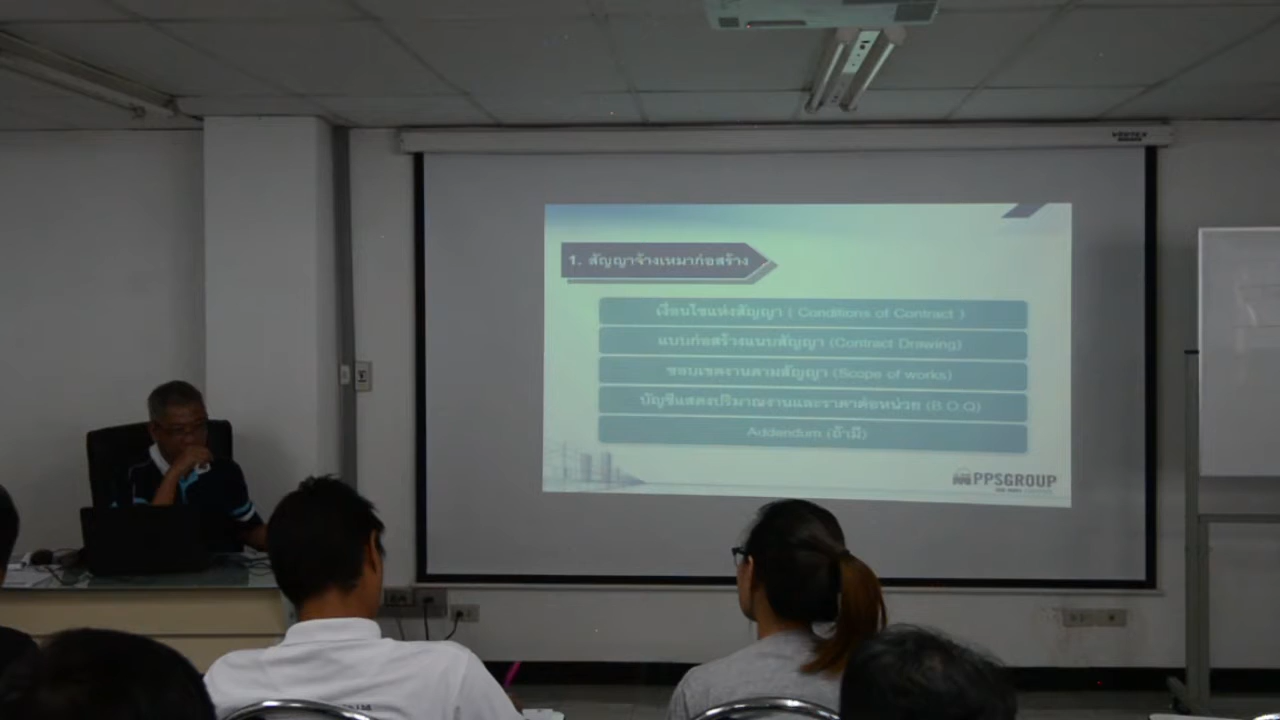 VERTEX
1. สัญญาจ้างเหมาก่อสร้าง
เงื่อนไขแห่งสัญญา ( Conditions of Contract )
แบบก่อสร้างแนบสัญญา (Contract Drawing)
ขอบเขตงานตามสัญญา (Scope of works)
บัญชีแสดงปริมาณงานและราคาต่อหน่วย (B.O.Q)
Addendum (ถ้ามี)
PPSGROUP